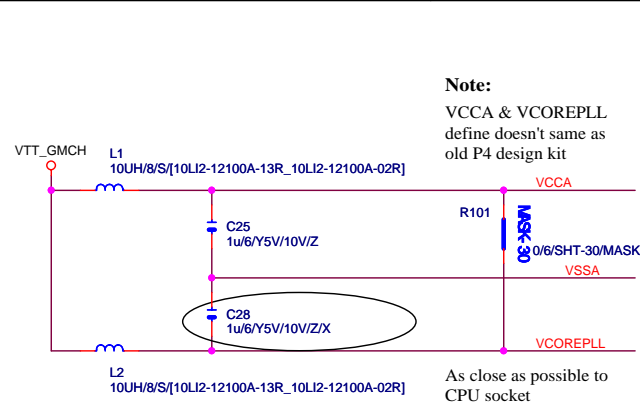 Note:
VCCA & VCOREPLL
define doesn't same as
old P4 design kit
VTT_GMCH
L1
10UH/8/S/[10LI2-12100A-13R_10LI2-12100A-02R]
VCCA
R101
MASK-30
0/6/SHT-30/MASK
C25
1u/6/Y5V/10V/Z
VSSA
C28
1u/6/Y5V/10V/Z/X
VCOREPLL
L2
10UH/8/S/[10LI2-12100A-13R_10LI2-12100A-02R]
As close as possible to
CPU socket